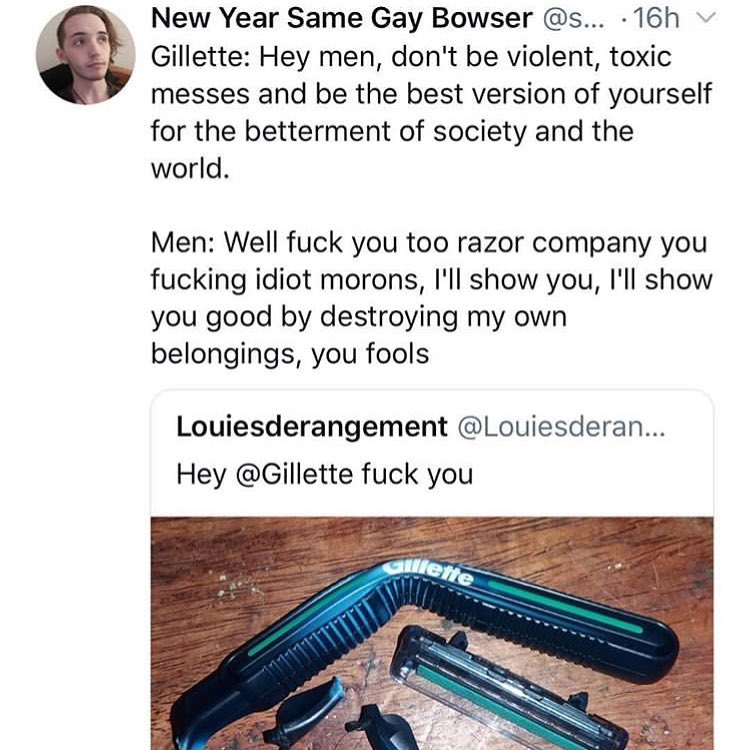 New Year Same Gay Bowser @s... · 16h
Gillette: Hey men, don't be violent, toxic
messes and be the best version of yourself
for the betterment of society and the
world.
Men: Well fuck you too razor company you
fucking idiot morons, I'll show you, I'll show
you good by destroying my own
belongings, you fools
Louiesderangement @Louiesderan...
Hey @Gillette fuck you
Gillette